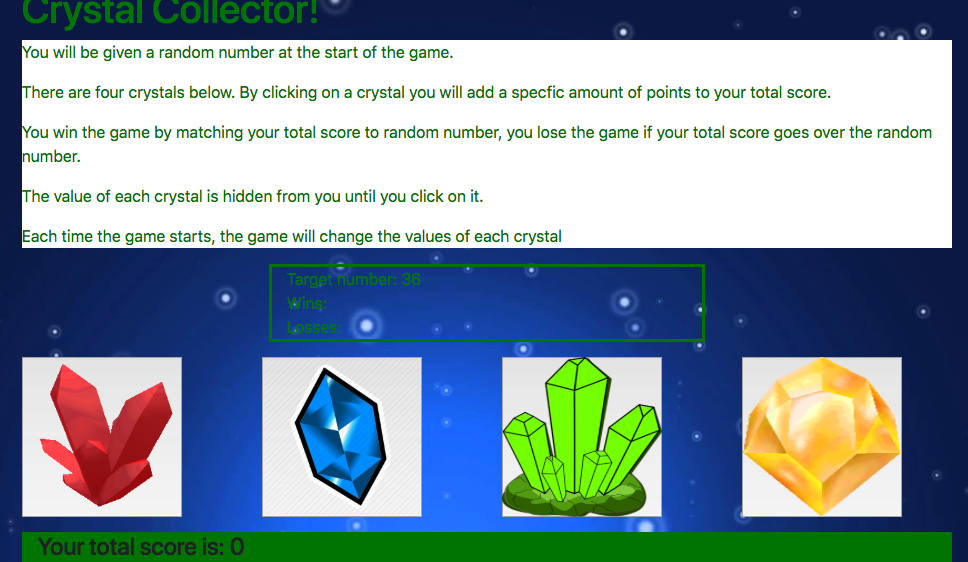 Crystal Collector!
You will be given a random number at the start of the game.
There are four crystals below. By clicking on a crystal you will add a specfic amount of points to your total score.
You win the game by matching your total score to random number, you lose the game if your total score goes over the random
number.
The value of each crystal is hidden from you until you click on it.
Each time the game starts, the game will change the values of each crystal
Target number: 36
Wins:
Losses:
Your total score is: 0